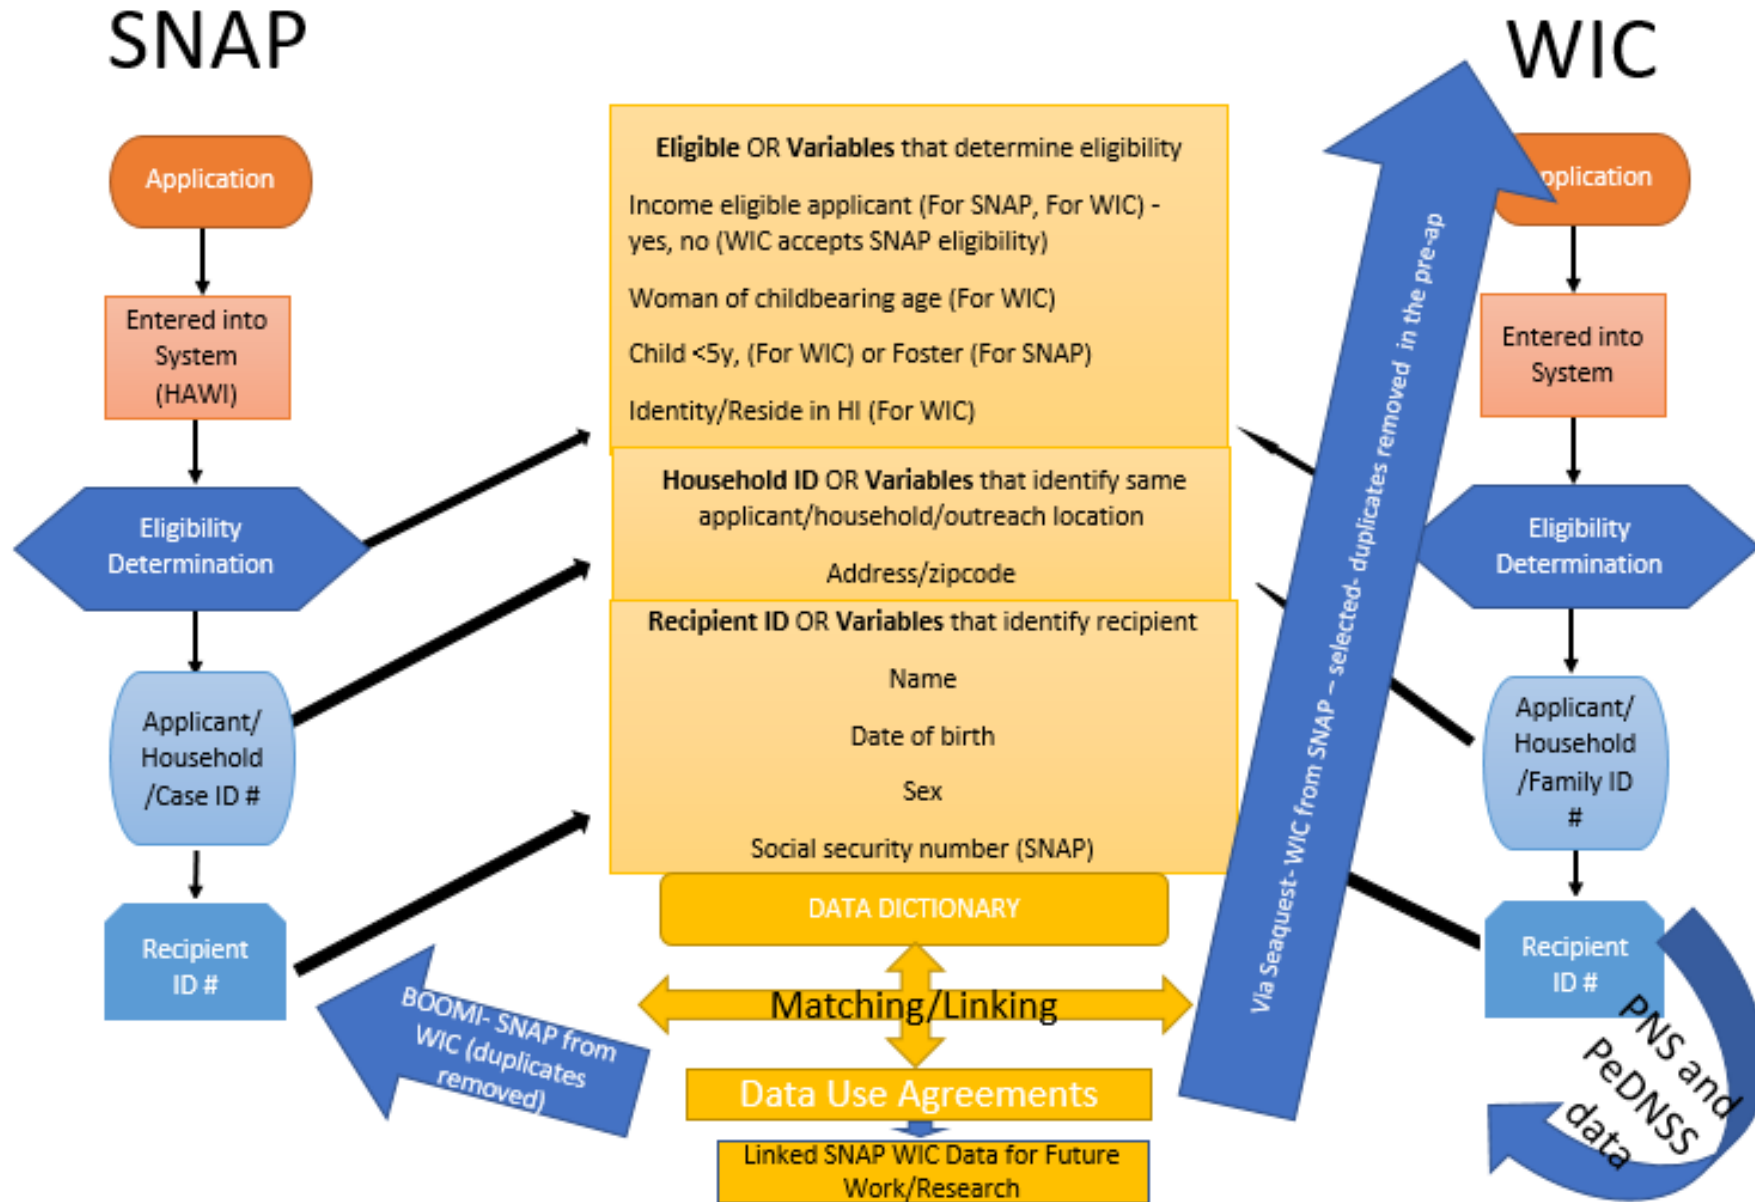 SNAP
WIC
Application
Entered into
System
(HAWI)
Eligibility
Determination
Applicant/
Household
/Case ID #
Recipient
ID #
Eligible OR Variables that determine eligibility
Income eligible applicant (For SNAP, For WIC) -
yes, no (WIC accepts SNAP eligibility)
Woman of childbearing age (For WIC)
Child <5y, (For WIC) or Foster (For SNAP)
Identity/Reside in HI (For WIC)
Household ID OR Variables that identify same
applicant/household/outreach location
Address/zipcode
Recipient ID OR Variables that identify recipient
Name
Date of birth
Sex
Social security number (SNAP)
DATA DICTIONARY
Matching/Linking
Data Use Agreements
Linked SNAP WIC Data for Future
Work/Research
BOOMI- SNAP from
WIC (duplicates
removed)
Via Seaquest- WIC from SNAP – selected- duplicates removed in the pre-ap
pplication
Entered into
System
Eligibility
Determination
Applicant/
Household
/Family ID
#
Recipient
ID #
PNS and
PeDNSS
data